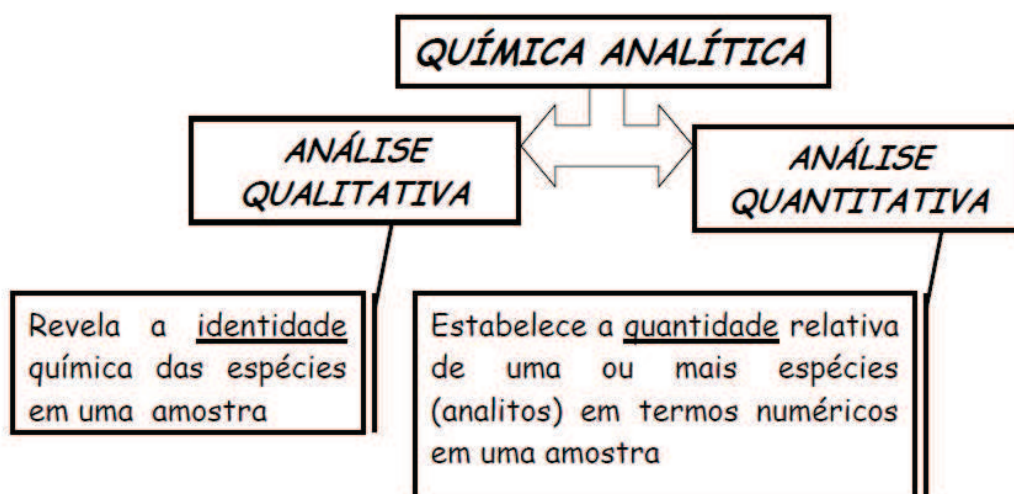 QUÍMICA ANALÍTICA
ANÁLISE
QUALITATIVA
ANÁLISE
QUANTITATIVA
Revela a identidade
química das espécies
em uma amostra
Estabelece a quantidade relativa
de uma ou mais espécies
(analitos) em termos numéricos
em uma amostra